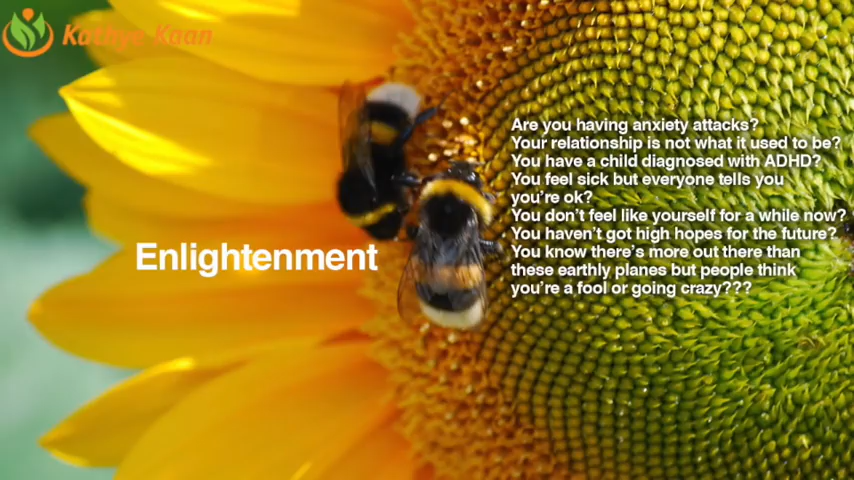 Kathye Kaan
Are you having anxiety attacks?
Your relationship is not what it used to be?
You have a child diagnosed with ADHD?
You feel sick but everyone tells you
you're ok?
You don't feel like yourself for a while now?
You haven't got high hopes for the future?
You know there's more out there than
these earthly planes but people think
you're a fool or going crazy???
Enlightenment